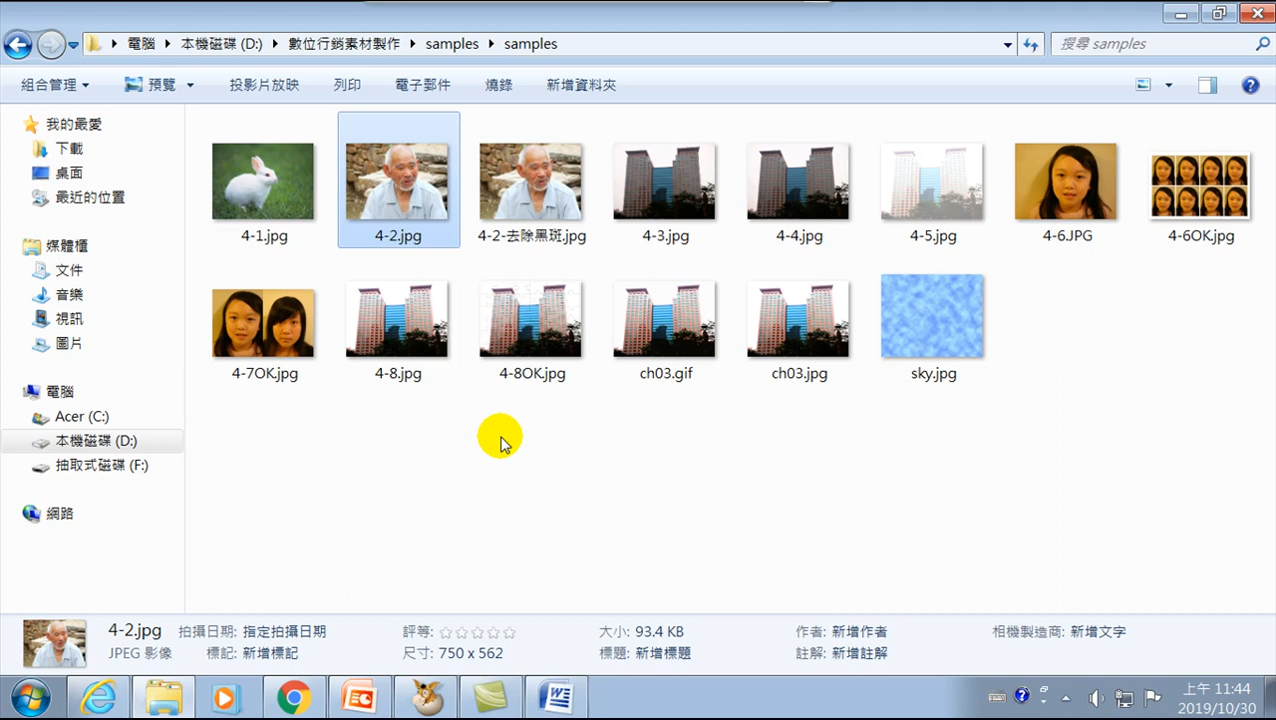 電腦 本機磁碟 (D:) 數位行銷素材製作 samples samples
搜尋 samples
組合管理 預覽 投影片放映 列印 電子郵件 燒錄 新增資料夾
我的最愛
下載
桌面
最近的位置
媒體櫃
文件
音樂
視訊
圖片
電腦
Acer (C:)
本機磁碟 (D:)
抽取式磁碟 (F:)
網路
4-1.jpg 4-2.jpg 4-2-去除黑斑.jpg 4-3.jpg 4-4.jpg 4-5.jpg 4-6.JPG 4-6OK.jpg
4-7OK.jpg 4-8.jpg 4-8OK.jpg ch03.gif ch03.jpg sky.jpg
4-2.jpg 拍攝日期: 指定拍攝日期 評等: 大小: 93.4 KB 作者: 新增作者 相機製造商: 新增文字
JPEG 影像 標記: 新增標記 尺寸: 750 x 562 標題: 新增標題 註解: 新增註解
上午 11:44
2019/10/30